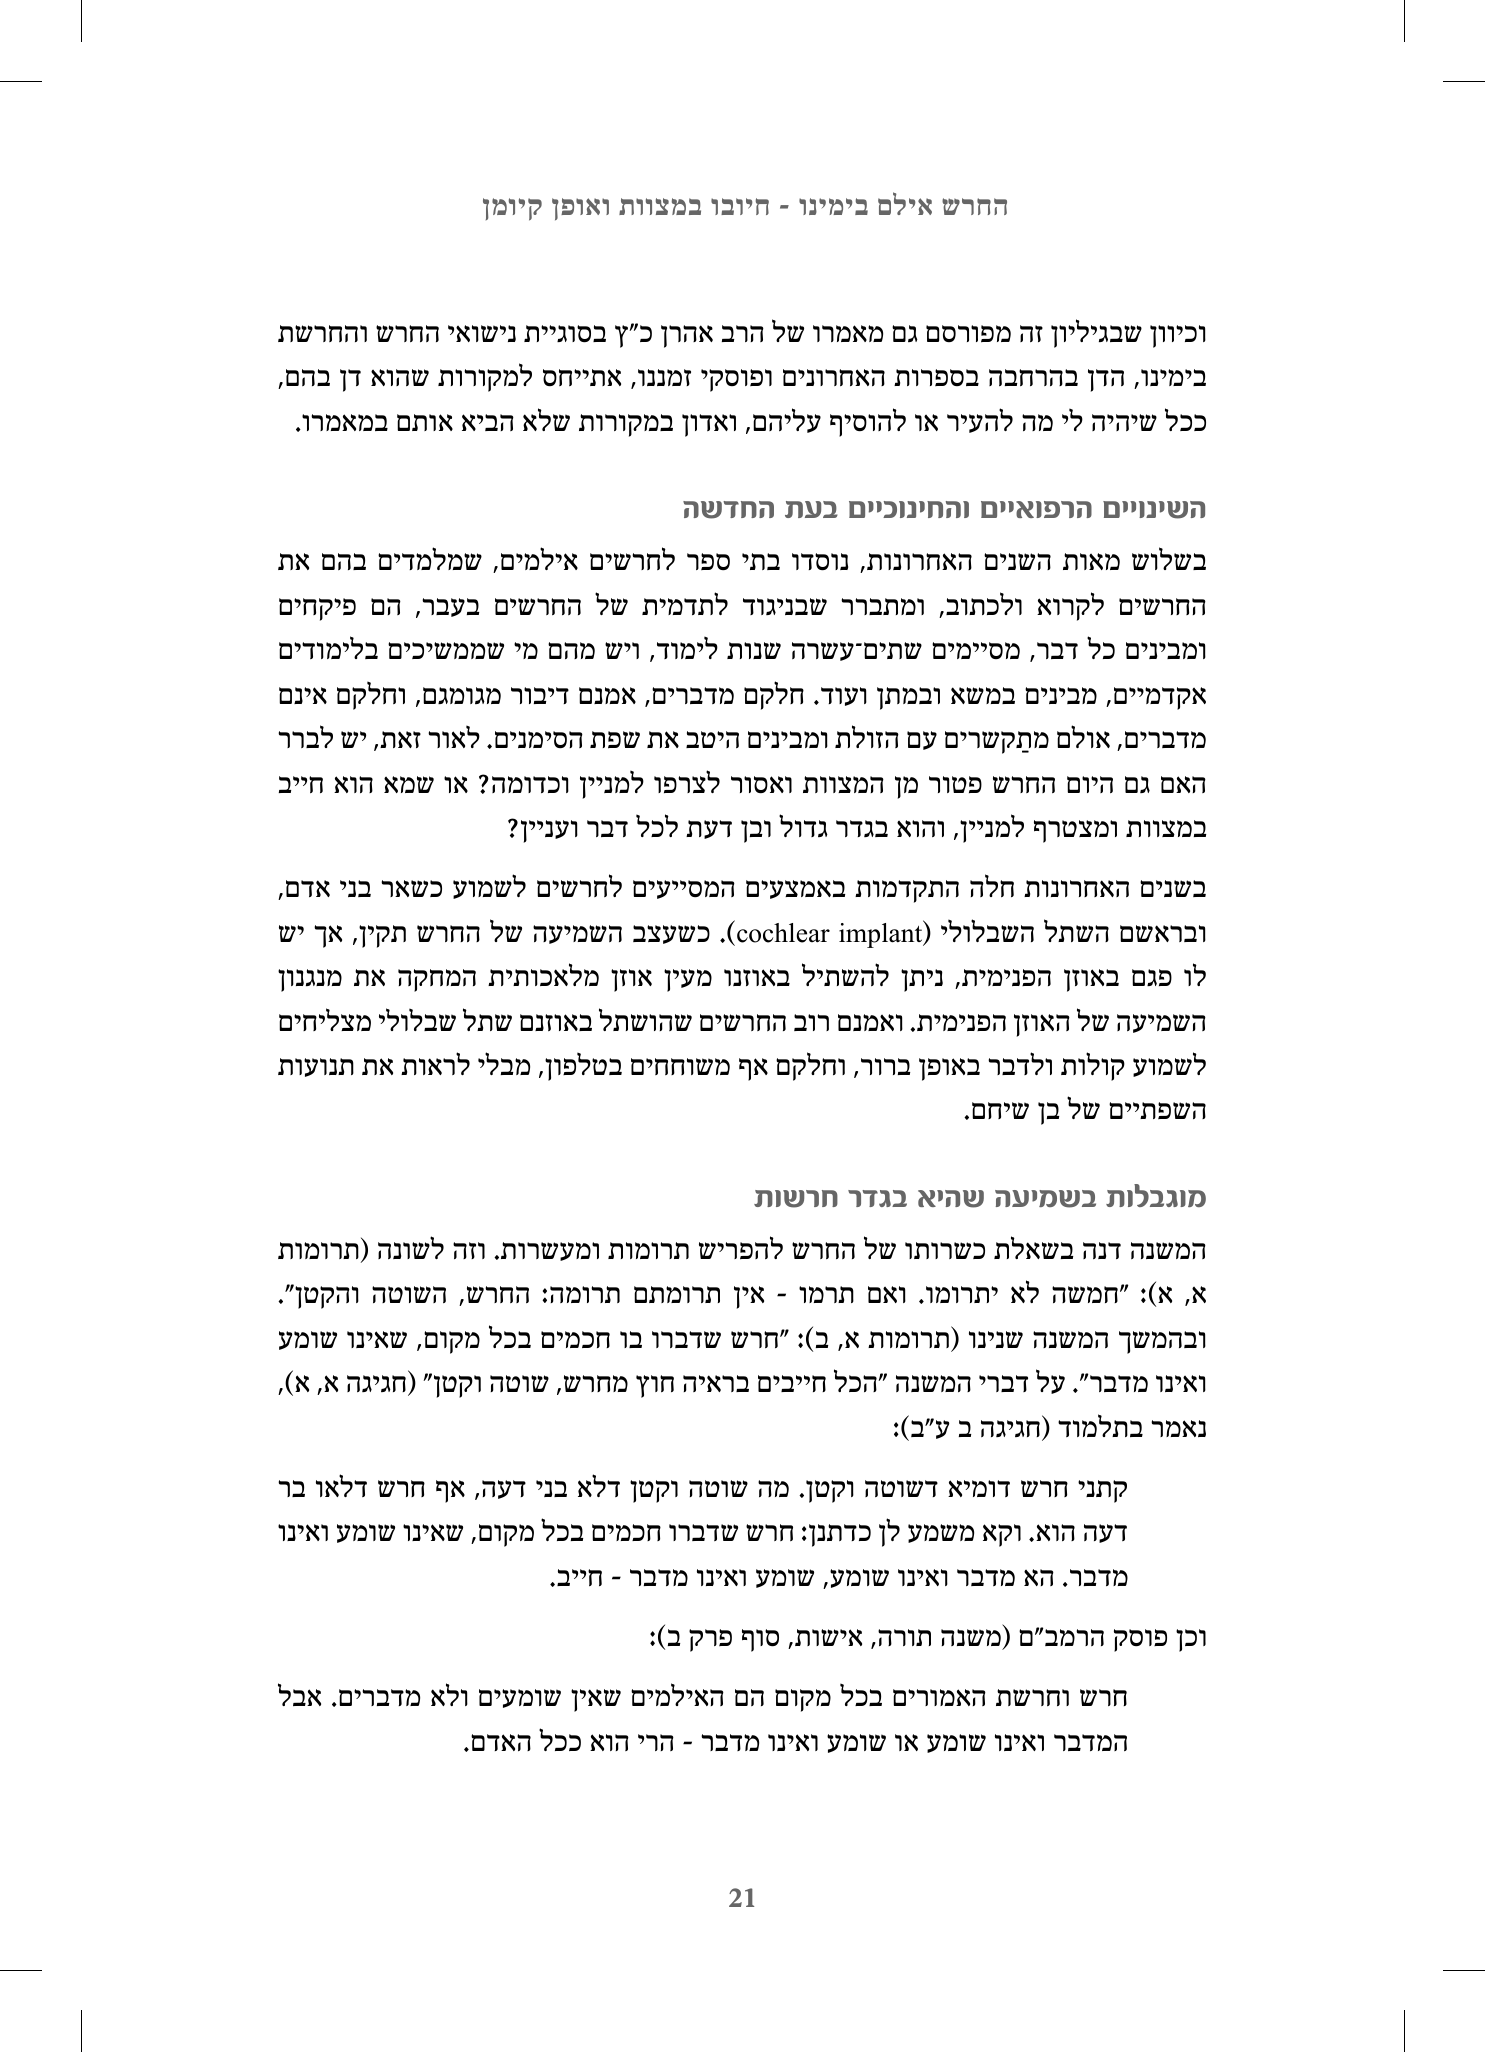 החרש אילם בימינו - חיובו במצוות ואופן קיומן
וכיוון שבגיליון זה מפורסם גם מאמרו של הרב אהרן כ"ץ בסוגיית נישואי החרש והחרשת
בימינו, הדן בהרחבה בספרות האחרונים ופוסקי זמננו, אתייחס למקורות שהוא דן בהם,
ככל שיהיה לי מה להעיר או להוסיף עליהם, ואדון במקורות שלא הביא אותם במאמרו.
השינויים הרפואיים והחינוכיים בעת החדשה
בשלוש מאות השנים האחרונות, נוסדו בתי ספר לחרשים אילמים, שמלמדים בהם את
החרשים לקרוא ולכתוב, ומתברר שבניגוד לתדמית של החרשים בעבר, הם פיקחים
ומבינים כל דבר, מסיימים שתים־עשרה שנות לימוד, ויש מהם מי שממשיכים בלימודים
אקדמיים, מבינים במשא ובמתן ועוד. חלקם מדברים, אמנם דיבור מגומגם, וחלקם אינם
מדברים, אולם מתַקשרים עם הזולת ומבינים היטב את שפת הסימנים. לאור זאת, יש לברר
האם גם היום החרש פטור מן המצוות ואסור לצרפו למניין וכדומה? או שמא הוא חייב
במצוות ומצטרף למניין, והוא בגדר גדול ובן דעת לכל דבר ועניין?
בשנים האחרונות חלה התקדמות באמצעים המסייעים לחרשים לשמוע כשאר בני אדם,
ובראשם השתל השבלולי (cochlear implant). כשעצב השמיעה של החרש תקין, אך יש
לו פגם באוזן הפנימית, ניתן להשתיל באוזנו מעין אוזן מלאכותית המחקה את מנגנון
השמיעה של האוזן הפנימית. ואמנם רוב החרשים שהושתל באוזנם שתל שבלולי מצליחים
לשמוע קולות ולדבר באופן ברור, וחלקם אף משוחחים בטלפון, מבלי לראות את תנועות
השפתיים של בן שיחם.
מוגבלות בשמיעה שהיא בגדר חרשות
המשנה דנה בשאלת כשרותו של החרש להפריש תרומות ומעשרות. וזה לשונה (תרומות
א, א): "חמשה לא יתרומו. ואם תרמו - אין תרומתם תרומה: החרש, השוטה והקטן".
ובהמשך המשנה שנינו (תרומות א, ב): "חרש שדברו בו חכמים בכל מקום, שאינו שומע
ואינו מדבר". על דברי המשנה "הכל חייבים בראיה חוץ מחרש, שוטה וקטן" (חגיגה א, א),
נאמר בתלמוד (חגיגה ב ע"ב):
קתני חרש דומיא דשוטה וקטן. מה שוטה וקטן דלא בני דעה, אף חרש דלאו בר
דעה הוא. וקא משמע לן כדתנן: חרש שדברו חכמים בכל מקום, שאינו שומע ואינו
מדבר. הא מדבר ואינו שומע, שומע ואינו מדבר - חייב.
וכן פוסק הרמב"ם (משנה תורה, אישות, סוף פרק ב):
חרש וחרשת האמורים בכל מקום הם האילמים שאין שומעים ולא מדברים. אבל
המדבר ואינו שומע או שומע ואינו מדבר - הרי הוא ככל האדם.
21